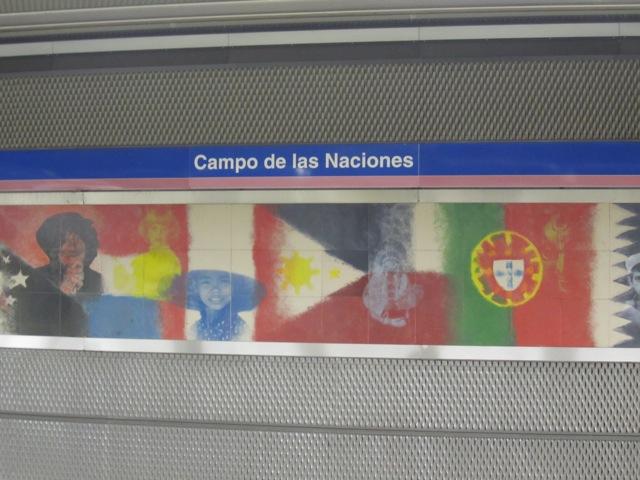 Campo de las Naciones